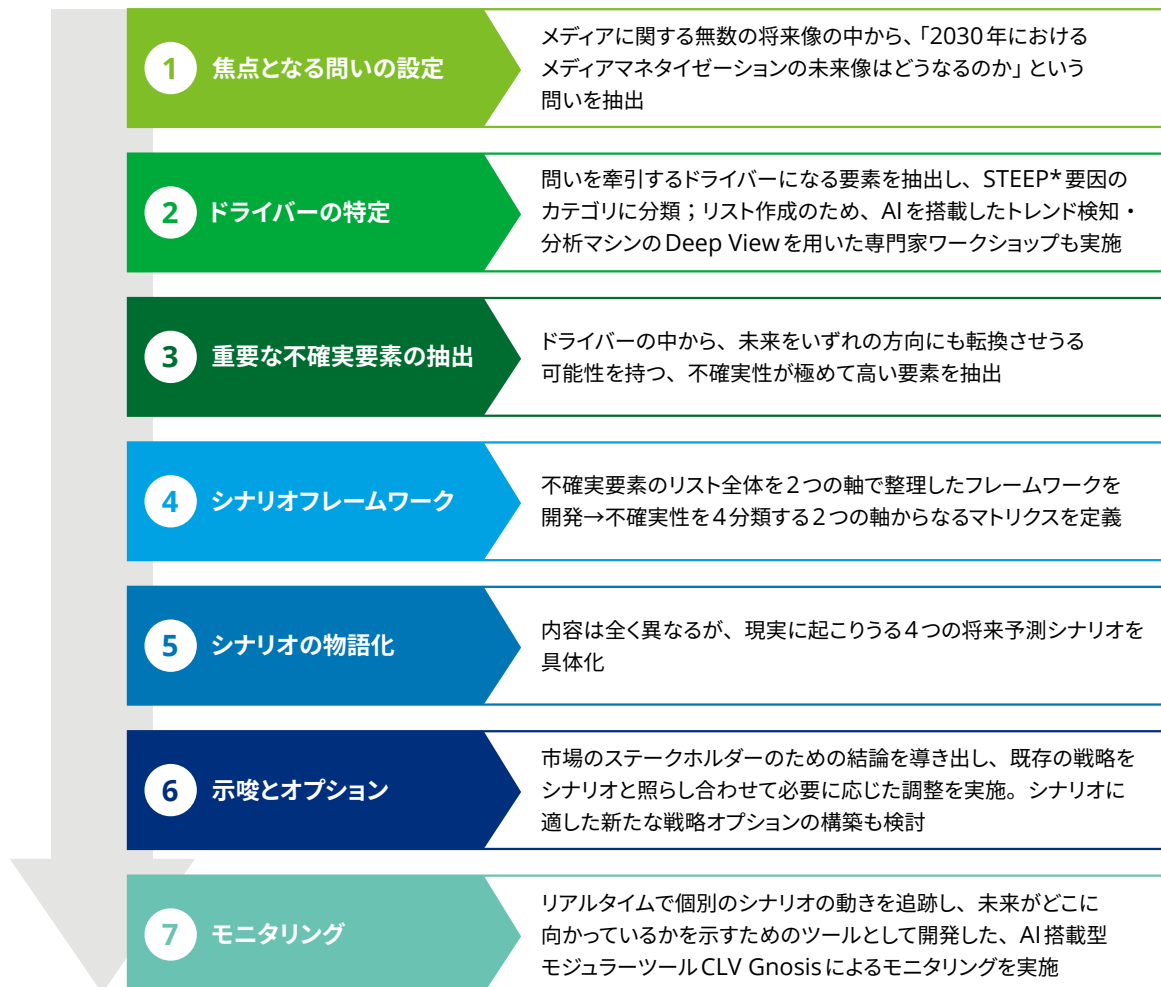 1 焦点となる問いの設定
メディアに関する無数の将来像の中から、「2030年における
メディアマネタイゼーションの未来像はどうなるのか」という
問いを抽出
2 ドライバーの特定
問いを牽引するドライバーになる要素を抽出し、STEEP*要因の
カテゴリに分類；リスト作成のため、AIを搭載したトレンド検知・
分析マシンのDeep Viewを用いた専門家ワークショップも実施
3 重要な不確実要素の抽出
ドライバーの中から、未来をいずれの方向にも転換させうる
可能性を持つ、不確実性が極めて高い要素を抽出
4 シナリオフレームワーク
不確実要素のリスト全体を2つの軸で整理したフレームワークを
開発→不確実性を4分類する2つの軸からなるマトリクスを定義
5 シナリオの物語化
内容は全く異なるが、現実に起こりうる4つの将来予測シナリオを
具体化
6 示唆とオプション
市場のステークホルダーのための結論を導き出し、既存の戦略を
シナリオと照らし合わせて必要に応じた調整を実施。シナリオに
適した新たな戦略オプションの構築も検討
7 モニタリング
リアルタイムで個別のシナリオの動きを追跡し、未来がどこに
向かっているかを示すためのツールとして開発した、AI搭載型
モジュラーツールCLV Gnosisによるモニタリングを実施